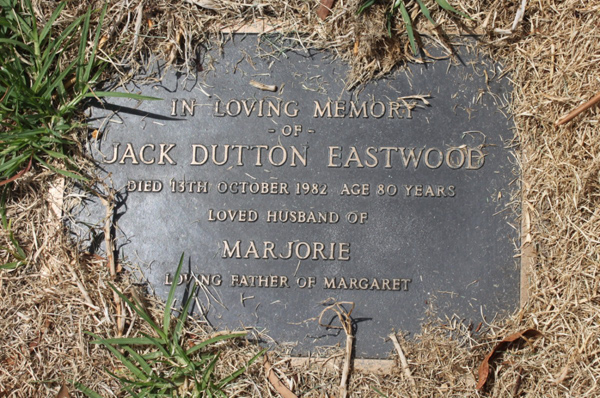 IN LOVING MEMORY
- OF -
JACK DUTTON EASTWOOD
DIED 13TH OCTOBER 1982 AGE 80 YEARS
LOVED HUSBAND OF
MARJORIE
LOVING FATHER OF MARGARET